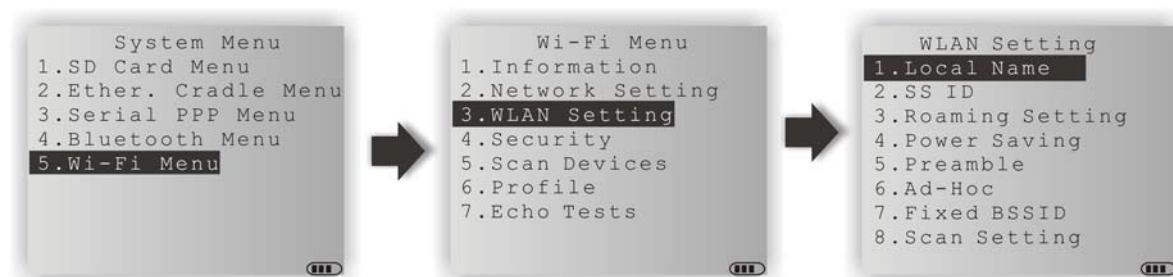 System Menu
1.SD Card Menu
2.Ether. Cradle Menu
3.Serial PPP Menu
4.Bluetooth Menu
5.Wi-Fi Menu
Wi-Fi Menu
1.Information
2.Network Setting
3.WLAN Setting
4.Security
5.Scan Devices
6.Profile
7.Echo Tests
WLAN Setting
1.Local Name
2.SS ID
3.Roaming Setting
4.Power Saving
5.Preamble
6.Ad-Hoc
7.Fixed BSSID
8.Scan Setting